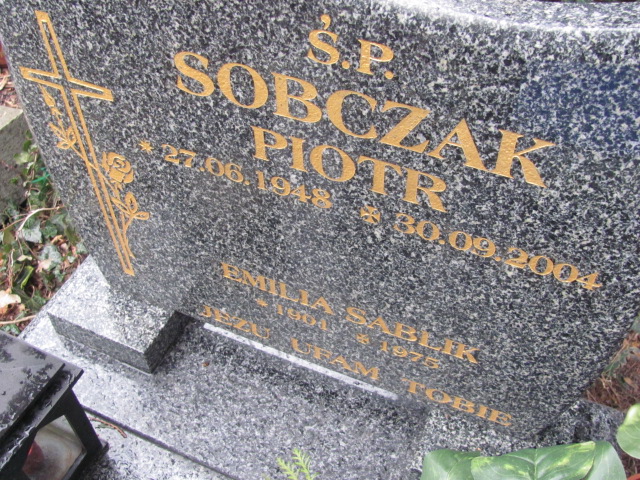 Ś.P.
SOBCZAK
PIOTR
*27.06.1948 ✠30.09.2004
EMILIA SABLIK
*1901 ✠1975
JEZU UFAM TOBIE